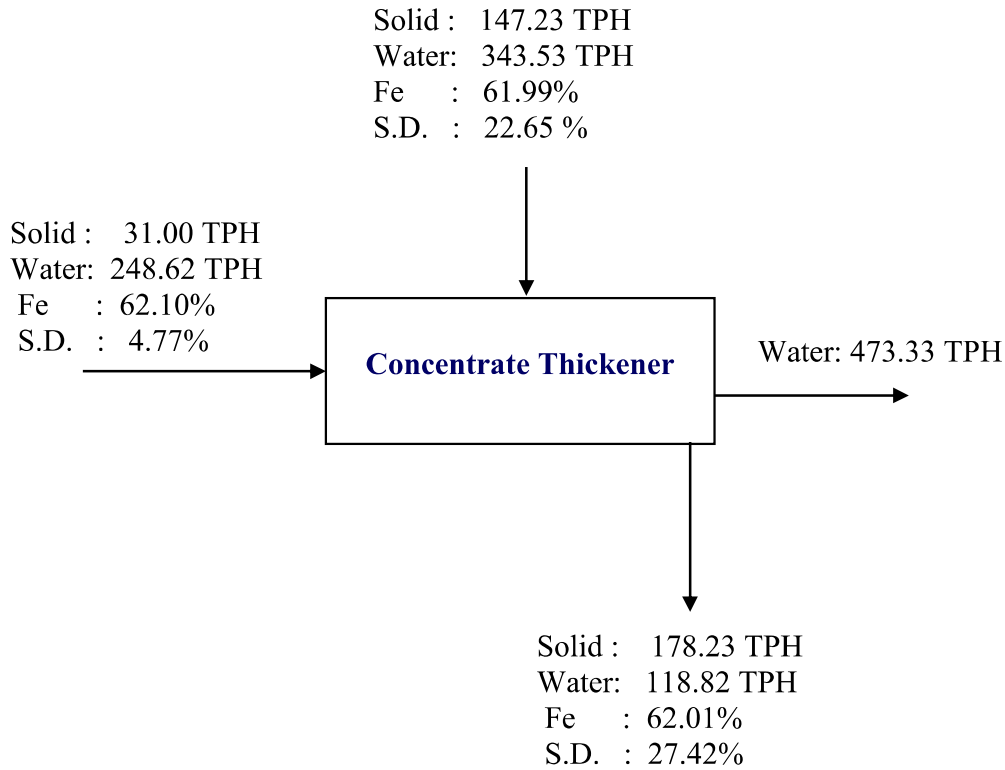 Solid : 147.23 TPH
Water: 343.53 TPH
Fe : 61.99%
S.D. : 22.65 %
Solid : 31.00 TPH
Water: 248.62 TPH
Fe : 62.10%
S.D. : 4.77%
Concentrate Thickener
Water: 473.33 TPH
Solid : 178.23 TPH
Water: 118.82 TPH
Fe : 62.01%
S.D. : 27.42%